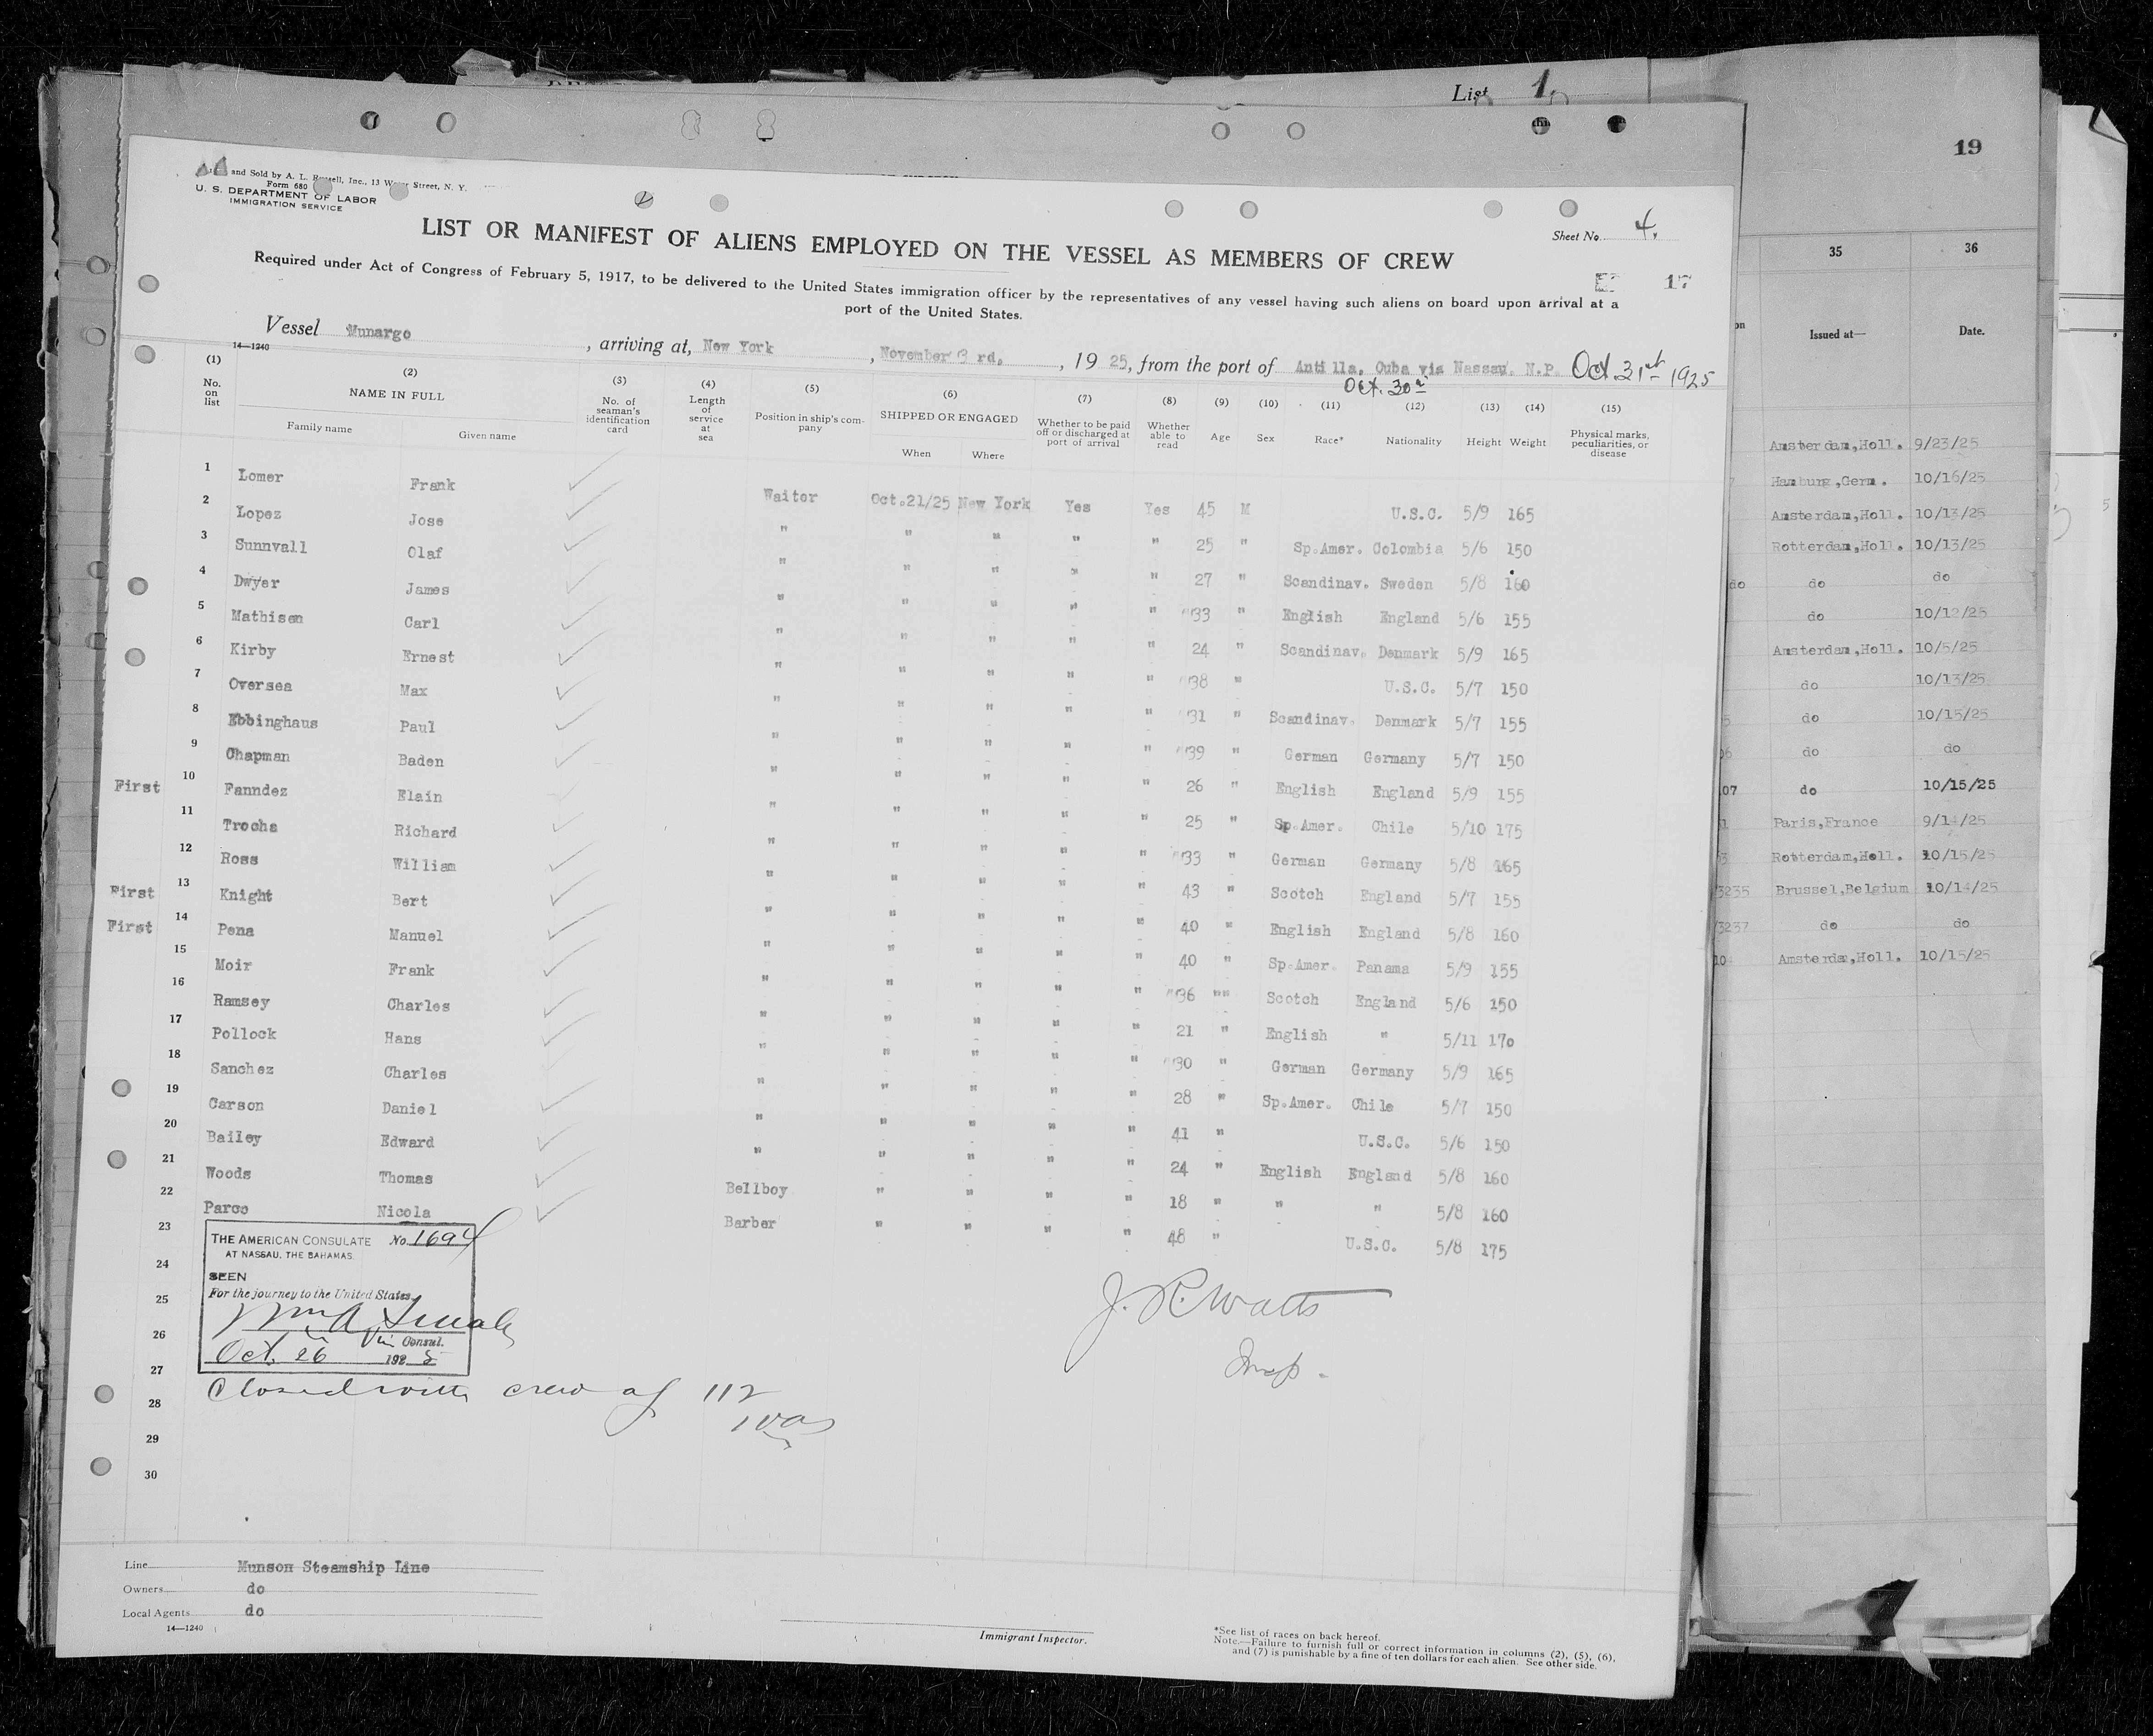 List 1.
19
and Sold by A. L. Russell, Inc., 13 Water Street, N. Y.
Form 680
U. S. DEPARTMENT OF LABOR
IMMIGRATION SERVICE
Sheet No. 4.
LIST OR MANIFEST OF ALIENS EMPLOYED ON THE VESSEL AS MEMBERS OF CREW
Required under Act of Congress of February 5, 1917, to be delivered to the United States immigration officer by the representatives of any vessel having such aliens on board upon arrival at a
port of the United States.
17
Vessel Munargo, arriving at, New York, November 3 rd., 1925, from the port of Antilla, Cuba via Nassau. N.P. Oct. 31st 1925
Oct. 30
14—1240
(1) No. on list
(2) NAME IN FULL
Family name Given name
(3) No. of seaman's identification card
(4) Length of service at sea
(5) Position in ship's company
(6) SHIPPED OR ENGAGED
When Where
(7) Whether to be paid off or discharged at port of arrival
(8) Whether able to read
(9) Age
(10) Sex
(11) Race*
(12) Nationality
(13) Height
(14) Weight
(15) Physical marks, peculiarities, or disease
1 Lomer Frank Waiter Oct.21/25 New York Yes Yes 45 M U.S.C. 5/9 165
2 Lopez Jose " " " " " 25 " Sp.Amer. Colombia 5/6 150
3 Sunnvall Olaf " " " " " 27 " Scandinav. Sweden 5/8 160
4 Dwyer James " " " " " 33 " English England 5/6 155
5 Mathisen Carl " " " " " 24 " Scandinav. Denmark 5/9 165
6 Kirby Ernest " " " " " 38 " U.S.C. 5/7 150
7 Oversea Max " " " " " 31 " Scandinav. Denmark 5/7 155
8 Ebbinghaus Paul " " " " " 39 " German Germany 5/7 150
9 Chapman Baden " " " " " 26 " English England 5/9 155
First 10 Fanndez Elain " " " " " 25 " Sp.Amer. Chile 5/10 175
11 Trocha Richard " " " " " 33 " German Germany 5/8 165
12 Ross William " " " " " 43 " Scotch England 5/7 155
First 13 Knight Bert " " " " " 40 " English England 5/8 160
First 14 Pena Manuel " " " " " 40 " Sp.Amer. Panama 5/9 155
15 Moir Frank " " " " " 36 "" Scotch England 5/6 150
16 Ramsey Charles " " " " " 21 " English " 5/11 170
17 Pollock Hans " " " " " 30 " German Germany 5/9 165
18 Sanchez Charles " " " " " 28 " Sp.Amer. Chile 5/7 150
19 Carson Daniel " " " " " 41 " U.S.C. 5/6 150
20 Bailey Edward " " " " " 24 " English England 5/8 160
21 Woods Thomas Bellboy " " " " 18 " " " 5/8 160
22 Parco Nicola Barber " " " " 48 " U.S.C. 5/8 175
23
24
25
26
27
28
29
30
THE AMERICAN CONSULATE No. 1694
AT NASSAU, THE BAHAMAS.
SEEN
For the journey to the United States
Consul.
Oct. 26 1925
J. R. Watts
Insp.
Closed with crew of 112
Line Munson Steamship Line
Owners do
Local Agents do
14—1240
Immigrant Inspector.
*See list of races on back hereof.
Note.—Failure to furnish full or correct information in columns (2), (5), (6),
and (7) is punishable by a fine of ten dollars for each alien. See other side.
35 36
Issued at— Date.
Amsterdam,Holl. 9/23/25
Hamburg,Germ. 10/16/25
Amsterdam,Holl. 10/13/25
Rotterdam,Holl. 10/13/25
do do do
do 10/12/25
Amsterdam,Holl. 10/5/25
do 10/13/25
do 10/15/25
do do
07 do 10/15/25
Paris,France 9/14/25
Rotterdam,Holl. 10/15/25
3235 Brussel,Belgium 10/14/25
3237 do do
Amsterdam,Holl. 10/15/25